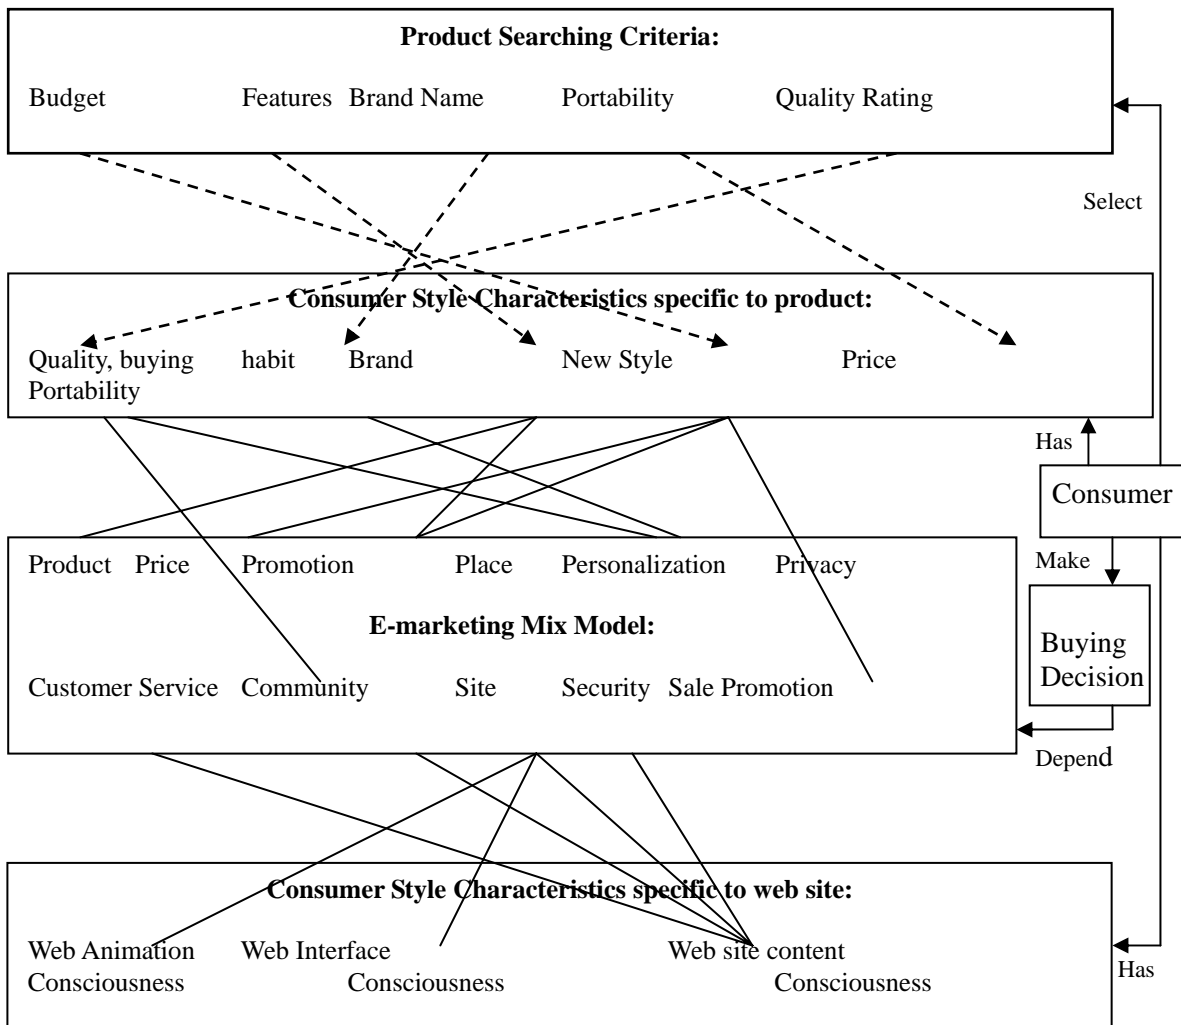 Product Searching Criteria:
Budget Features Brand Name Portability Quality Rating
Select
Consumer Style Characteristics specific to product:
Quality, buying habit Brand New Style Price
Portability
Has
Consumer
Product Price Promotion Place Personalization Privacy
Make
E-marketing Mix Model:
Buying
Decision
Customer Service Community Site Security Sale Promotion
Depend
Consumer Style Characteristics specific to web site:
Web Animation Web Interface Web site content
Consciousness Consciousness Consciousness
Has